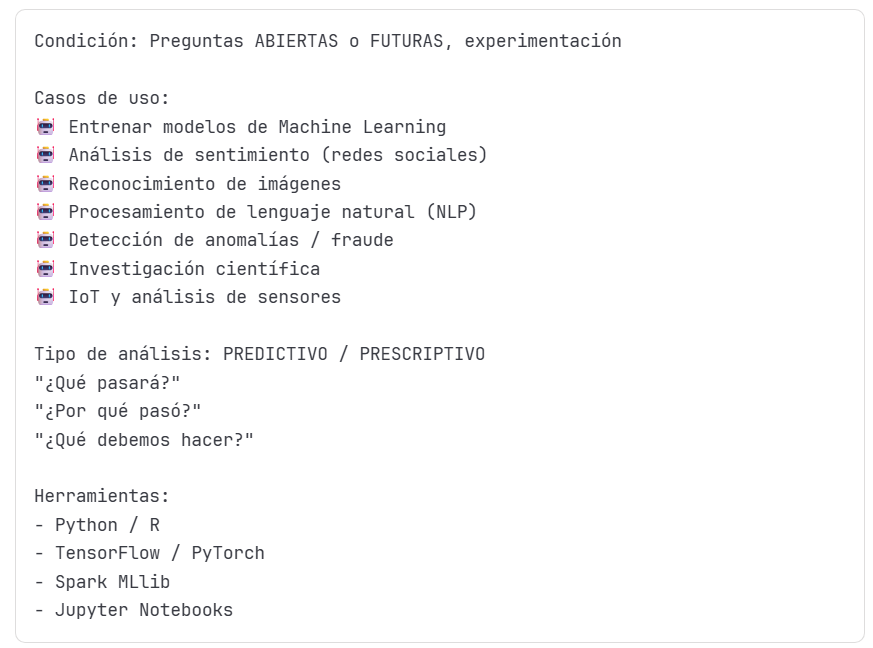 Condición: Preguntas ABIERTAS o FUTURAS, experimentación
Casos de uso:
🤖 Entrenar modelos de Machine Learning
🤖 Análisis de sentimiento (redes sociales)
🤖 Reconocimiento de imágenes
🤖 Procesamiento de lenguaje natural (NLP)
🤖 Detección de anomalías / fraude
🤖 Investigación científica
🤖 IoT y análisis de sensores
Tipo de análisis: PREDICTIVO / PRESCRIPTIVO
"¿Qué pasará?"
"¿Por qué pasó?"
"¿Qué debemos hacer?"
Herramientas:
- Python / R
- TensorFlow / PyTorch
- Spark MLlib
- Jupyter Notebooks